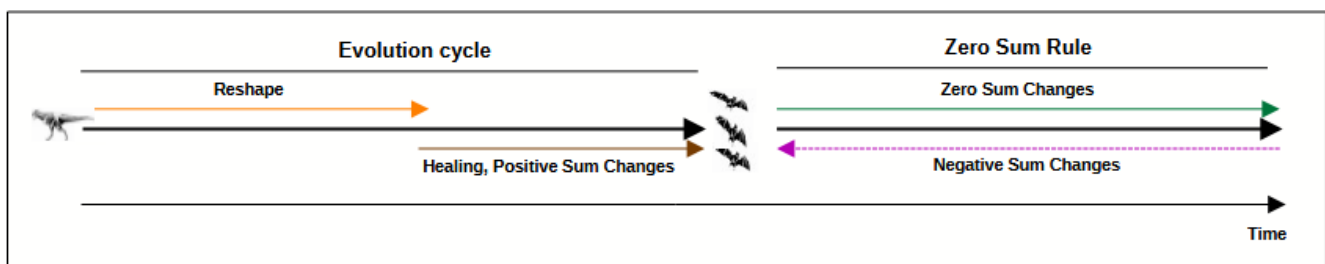 Evolution cycle
Zero Sum Rule
Reshape
Zero Sum Changes
Healing, Positive Sum Changes
Negative Sum Changes
Time